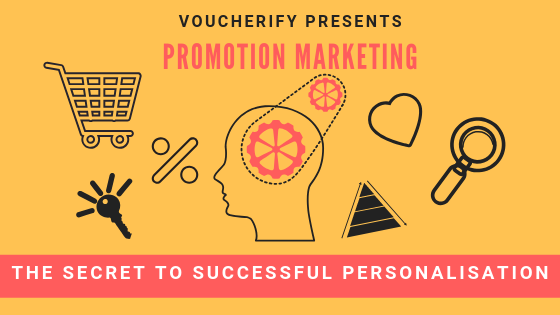 VOUCHERIFY PRESENTS
PROMOTION MARKETING
%
THE SECRET TO SUCCESSFUL PERSONALISATION